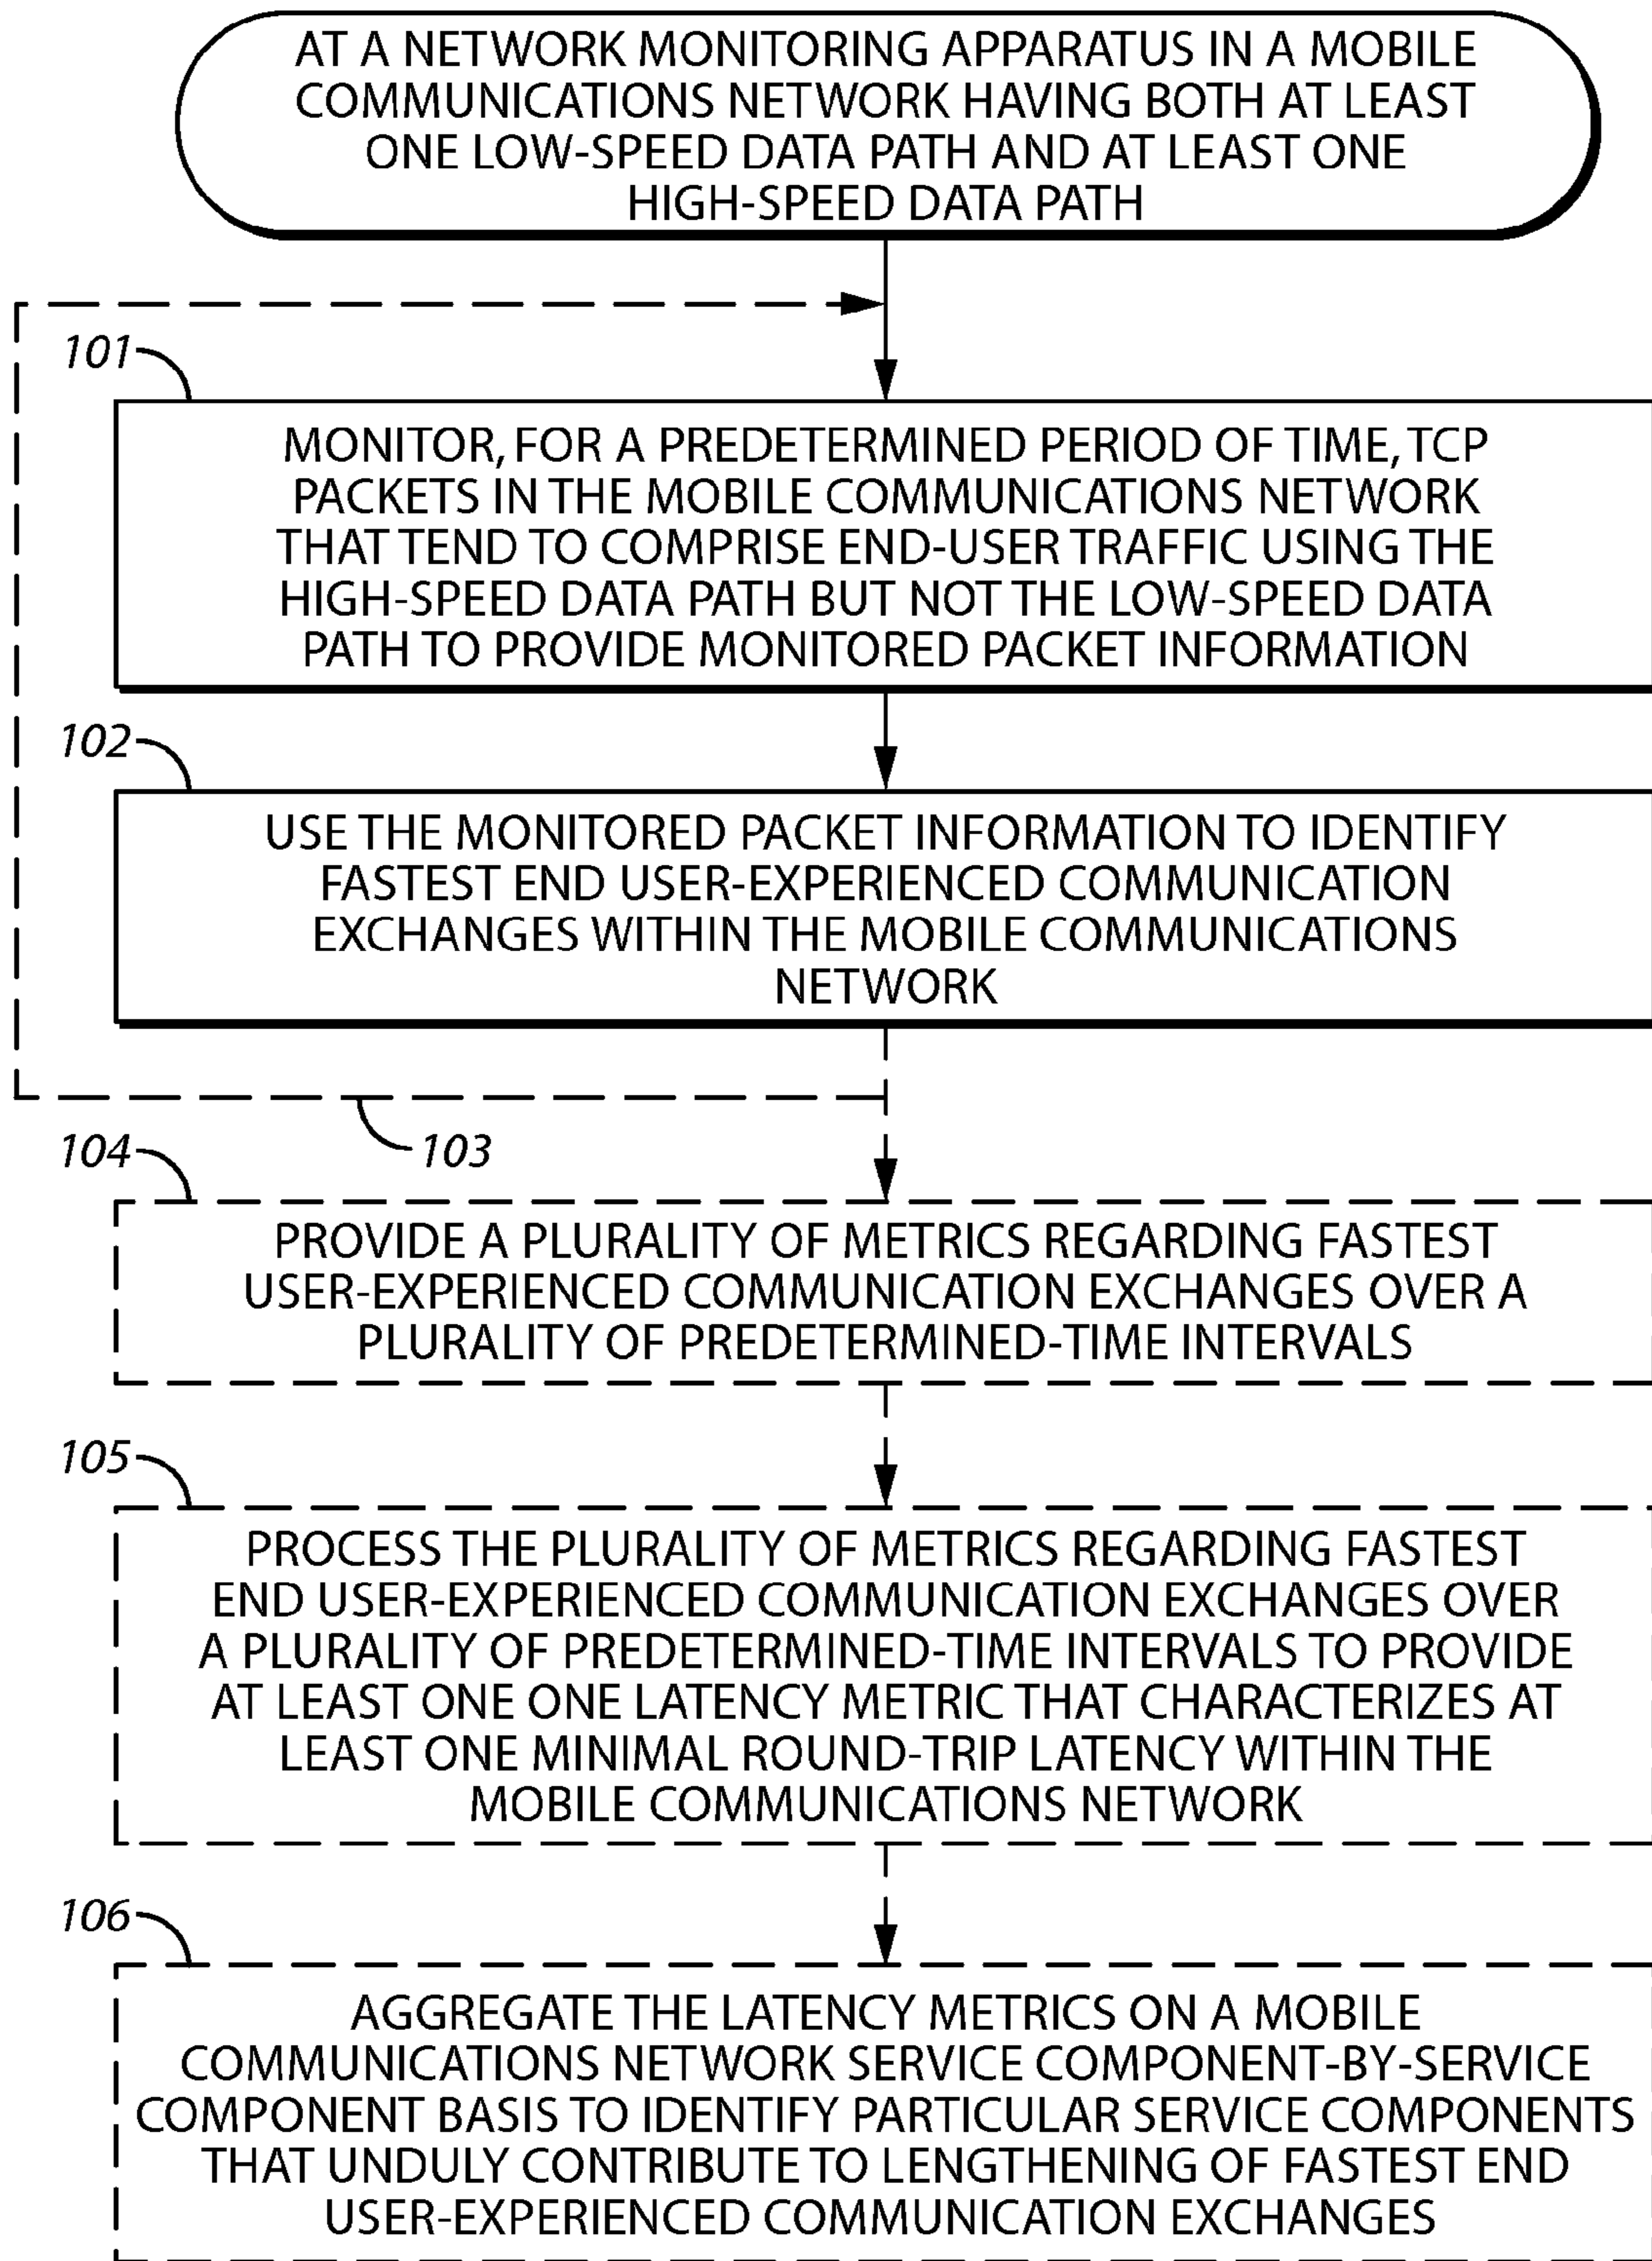 AT A NETWORK MONITORING APPARATUS IN A MOBILE
COMMUNICATIONS NETWORK HAVING BOTH AT LEAST
ONE LOW-SPEED DATA PATH AND AT LEAST ONE
HIGH-SPEED DATA PATH
101
MONITOR, FOR A PREDETERMINED PERIOD OF TIME, TCP
PACKETS IN THE MOBILE COMMUNICATIONS NETWORK
THAT TEND TO COMPRISE END-USER TRAFFIC USING THE
HIGH-SPEED DATA PATH BUT NOT THE LOW-SPEED DATA
PATH TO PROVIDE MONITORED PACKET INFORMATION
102
USE THE MONITORED PACKET INFORMATION TO IDENTIFY
FASTEST END USER-EXPERIENCED COMMUNICATION
EXCHANGES WITHIN THE MOBILE COMMUNICATIONS
NETWORK
103
104
PROVIDE A PLURALITY OF METRICS REGARDING FASTEST
USER-EXPERIENCED COMMUNICATION EXCHANGES OVER A
PLURALITY OF PREDETERMINED-TIME INTERVALS
105
PROCESS THE PLURALITY OF METRICS REGARDING FASTEST
END USER-EXPERIENCED COMMUNICATION EXCHANGES OVER
A PLURALITY OF PREDETERMINED-TIME INTERVALS TO PROVIDE
AT LEAST ONE ONE LATENCY METRIC THAT CHARACTERIZES AT
LEAST ONE MINIMAL ROUND-TRIP LATENCY WITHIN THE
MOBILE COMMUNICATIONS NETWORK
106
AGGREGATE THE LATENCY METRICS ON A MOBILE
COMMUNICATIONS NETWORK SERVICE COMPONENT-BY-SERVICE
COMPONENT BASIS TO IDENTIFY PARTICULAR SERVICE COMPONENTS
THAT UNDULY CONTRIBUTE TO LENGTHENING OF FASTEST END
USER-EXPERIENCED COMMUNICATION EXCHANGES